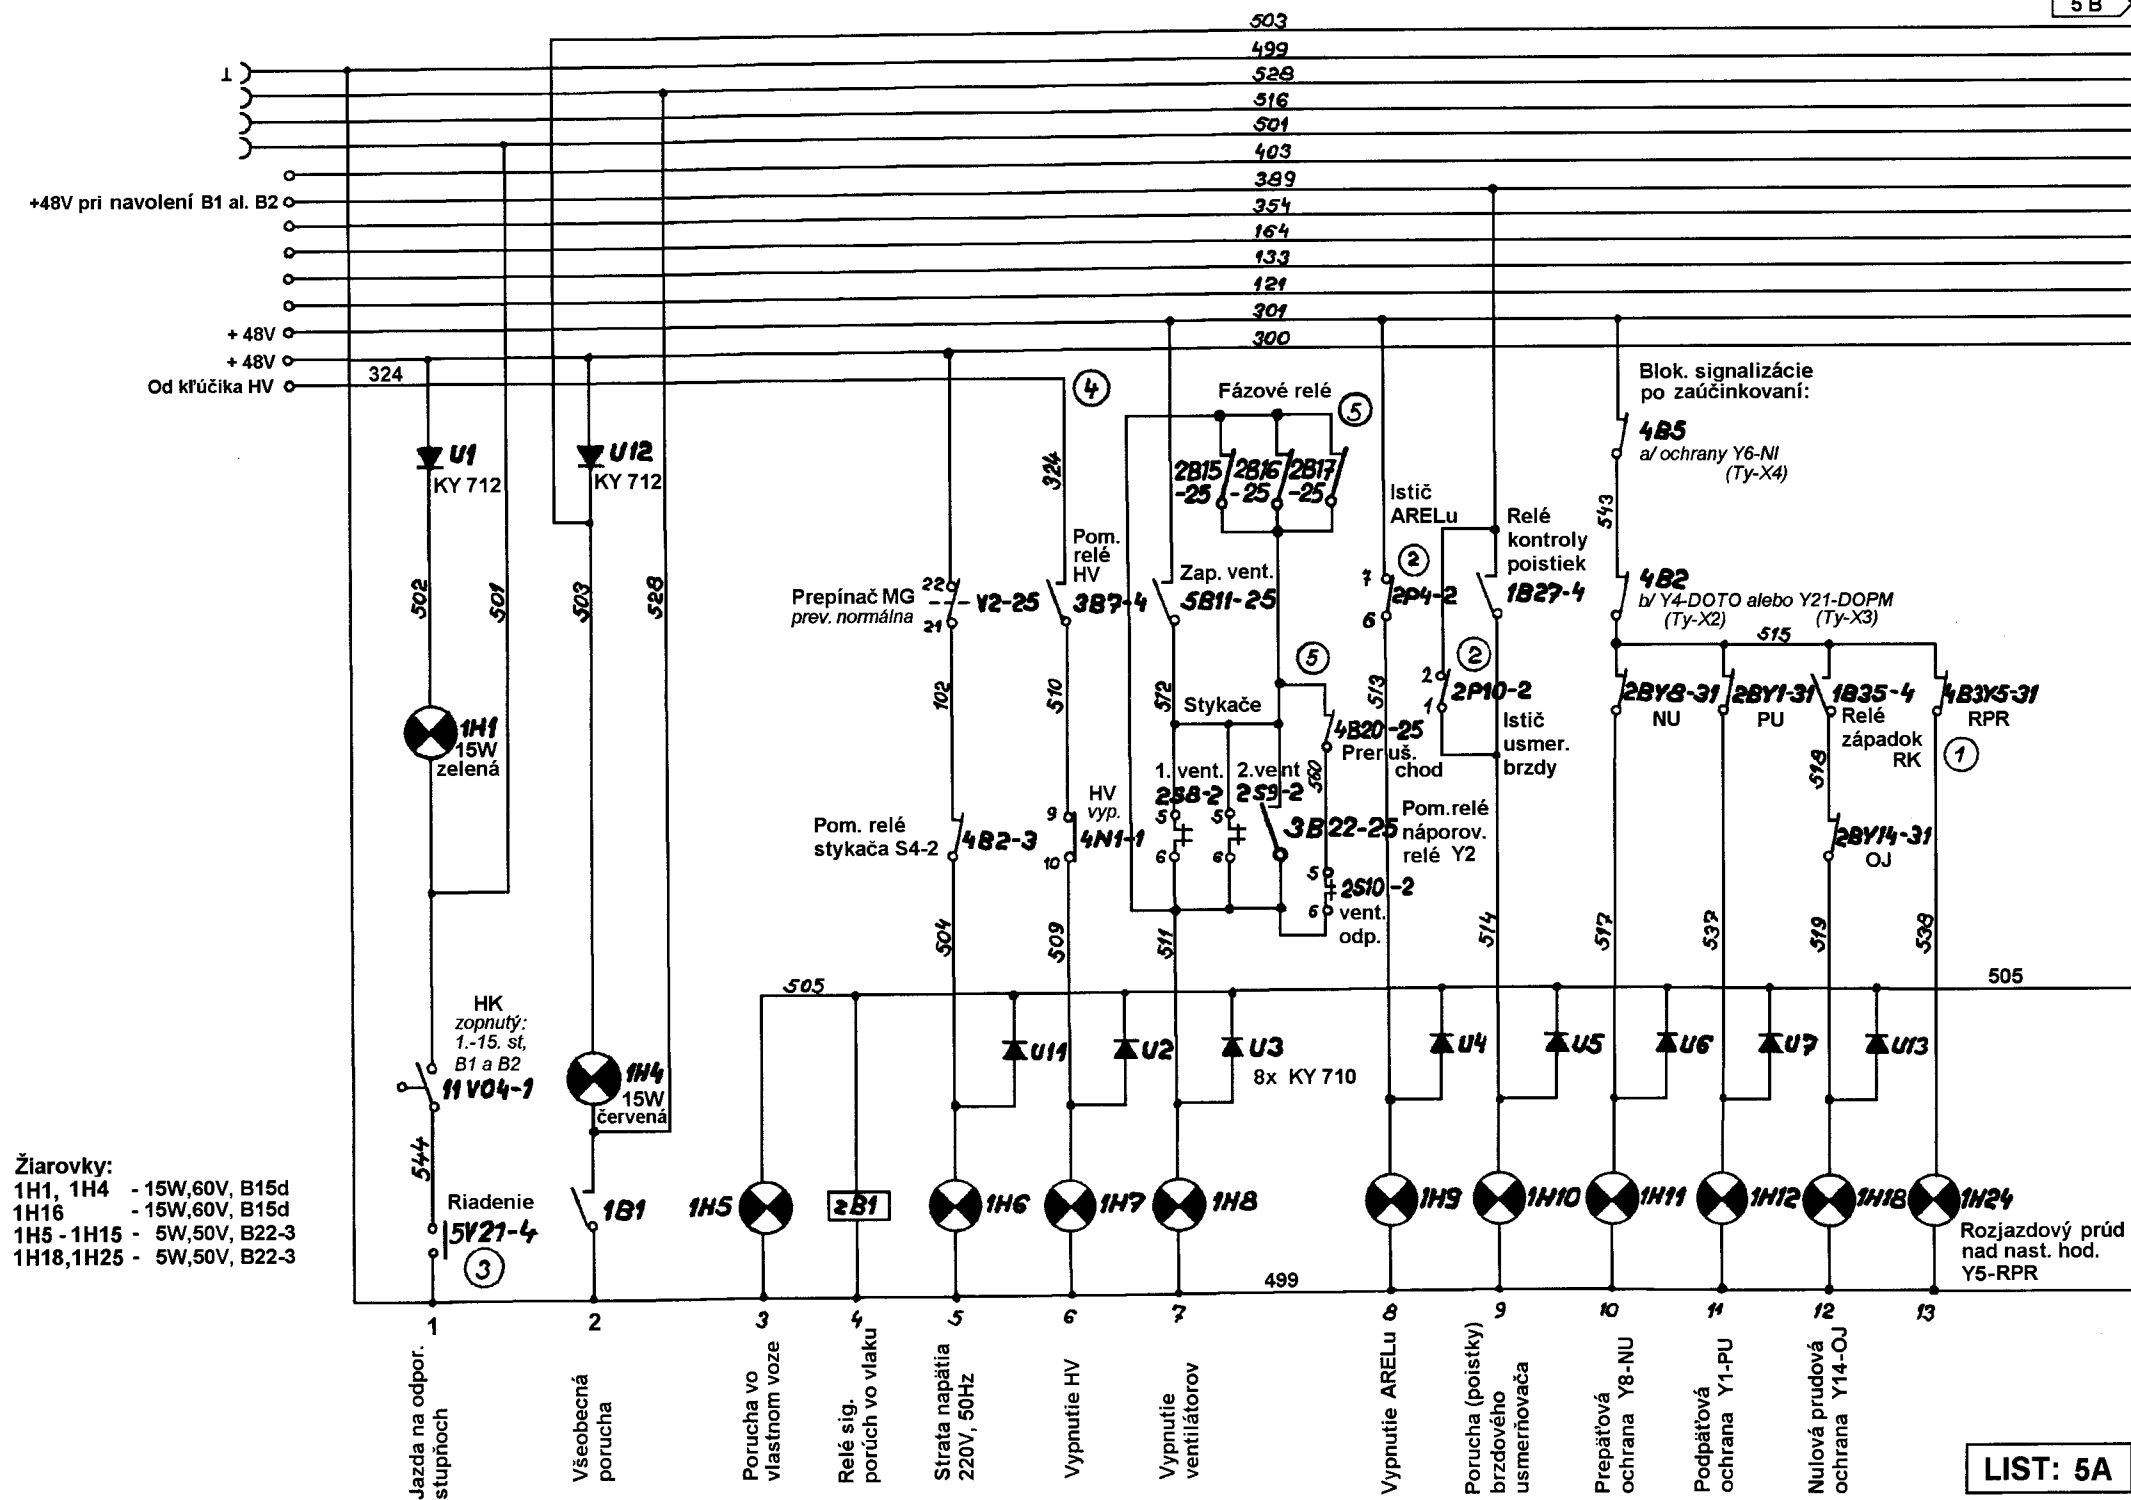 5 B
503
499
⊥
528
516
501
403
389
+48V pri navolení B1 al. B2
354
164
133
121
301
+ 48V
300
+ 48V
Od kľúčika HV
324
4
Fázové relé
5
Blok. signalizácie
po zaúčinkovaní:
4B5
a/ ochrany Y6-NI
(Ty-X4)
U1
KY 712
U12
KY 712
324
2B15
-25
2B16
-25
2B17
-25
Istič
ARELu
543
Pom.
relé
HV
Relé
kontroly
poistiek
2
502
501
503
528
Prepínač MG
prev. normálna
22
21
V2-25
3B7-4
Zap. vent.
5B11-25
7
6
2P4-2
1B27-4
4B2
b/ Y4-DOTO alebo Y21-DOPM
(Ty-X2)
(Ty-X3)
515
5
2
102
510
572
Stykače
513
2
1
2P10-2
2BY8-31
NU
2BY1-31
PU
1B35-4
Relé
západok
RK
4B3Y5-31
RPR
1
1H1
15W
zelená
4B20-25
Preruš.
chod
Istič
usmer.
brzdy
560
518
1. vent.
2S8-2
2.vent
2S9-2
HV
vyp.
9
10
4N1-1
5
6
5
6
3B22-25
Pom.relé
náporov.
relé Y2
Pom. relé
stykača S4-2
4B2-3
2BY14-31
OJ
5
6
2S10-2
vent.
odp.
504
509
511
514
517
537
519
538
505
505
HK
zopnutý:
1.-15. st,
B1 a B2
11V04-1
U11
U2
U3
8x KY 710
U4
U5
U6
U7
U13
1H4
15W
červená
544
Žiarovky:
1H1, 1H4 - 15W,60V, B15d
1H16 - 15W,60V, B15d
1H5 - 1H15 - 5W,50V, B22-3
1H18,1H25 - 5W,50V, B22-3
Riadenie
5V21-4
3
1B1
1H5
2B1
1H6
1H7
1H8
1H9
1H10
1H11
1H12
1H18
1H24
Rozjazdový prúd
nad nast. hod.
Y5-RPR
499
1
2
3
4
5
6
7
8
9
10
11
12
13
Jazda na odpor.
stupňoch
Všeobecná
porucha
Porucha vo
vlastnom voze
Relé sig.
porúch vo vlaku
Strata napätia
220V, 50Hz
Vypnutie HV
Vypnutie
ventilátorov
Vypnutie ARELu
Porucha (poistky)
brzdového
usmerňovača
Prepäťová
ochrana Y8-NU
Podpäťová
ochrana Y1-PU
Nulová prudová
ochrana Y14-OJ
LIST: 5A